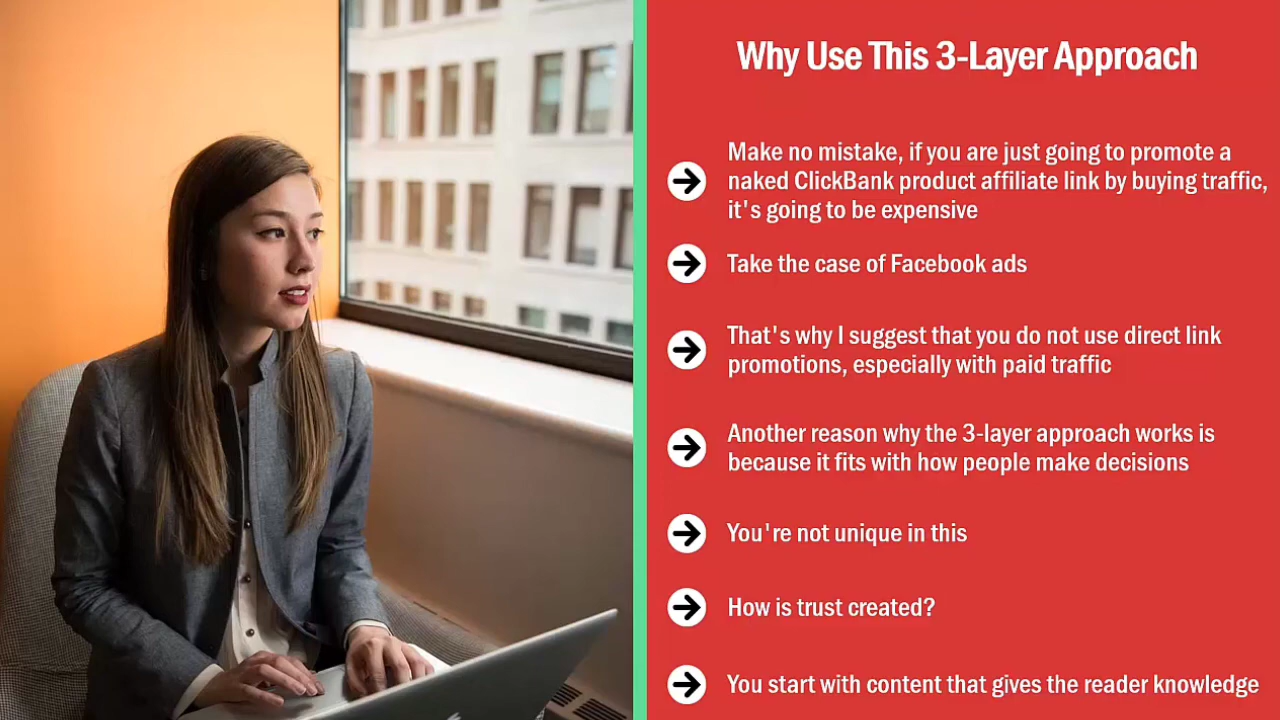 Why Use This 3-Layer Approach
Make no mistake, if you are just going to promote a
naked ClickBank product affiliate link by buying traffic,
it's going to be expensive
Take the case of Facebook ads
That's why I suggest that you do not use direct link
promotions, especially with paid traffic
Another reason why the 3-layer approach works is
because it fits with how people make decisions
You're not unique in this
How is trust created?
You start with content that gives the reader knowledge